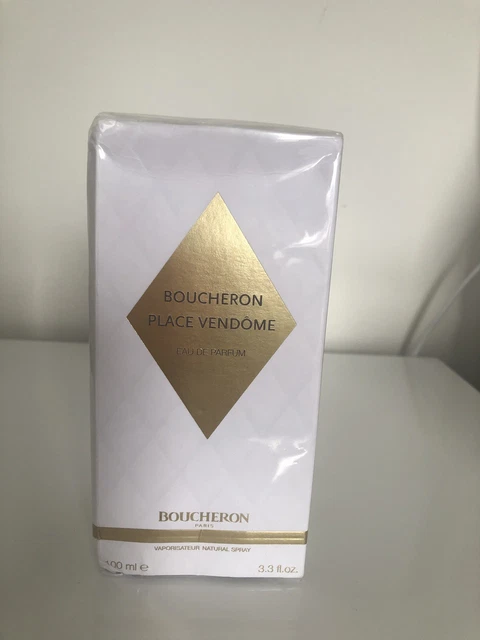 BOUCHERON
PLACE VENDÔME
EAU DE PARFUM
BOUCHERON
PARIS
VAPORISATEUR NATURAL SPRAY
100 ml ℮ 3.3 fl.oz.